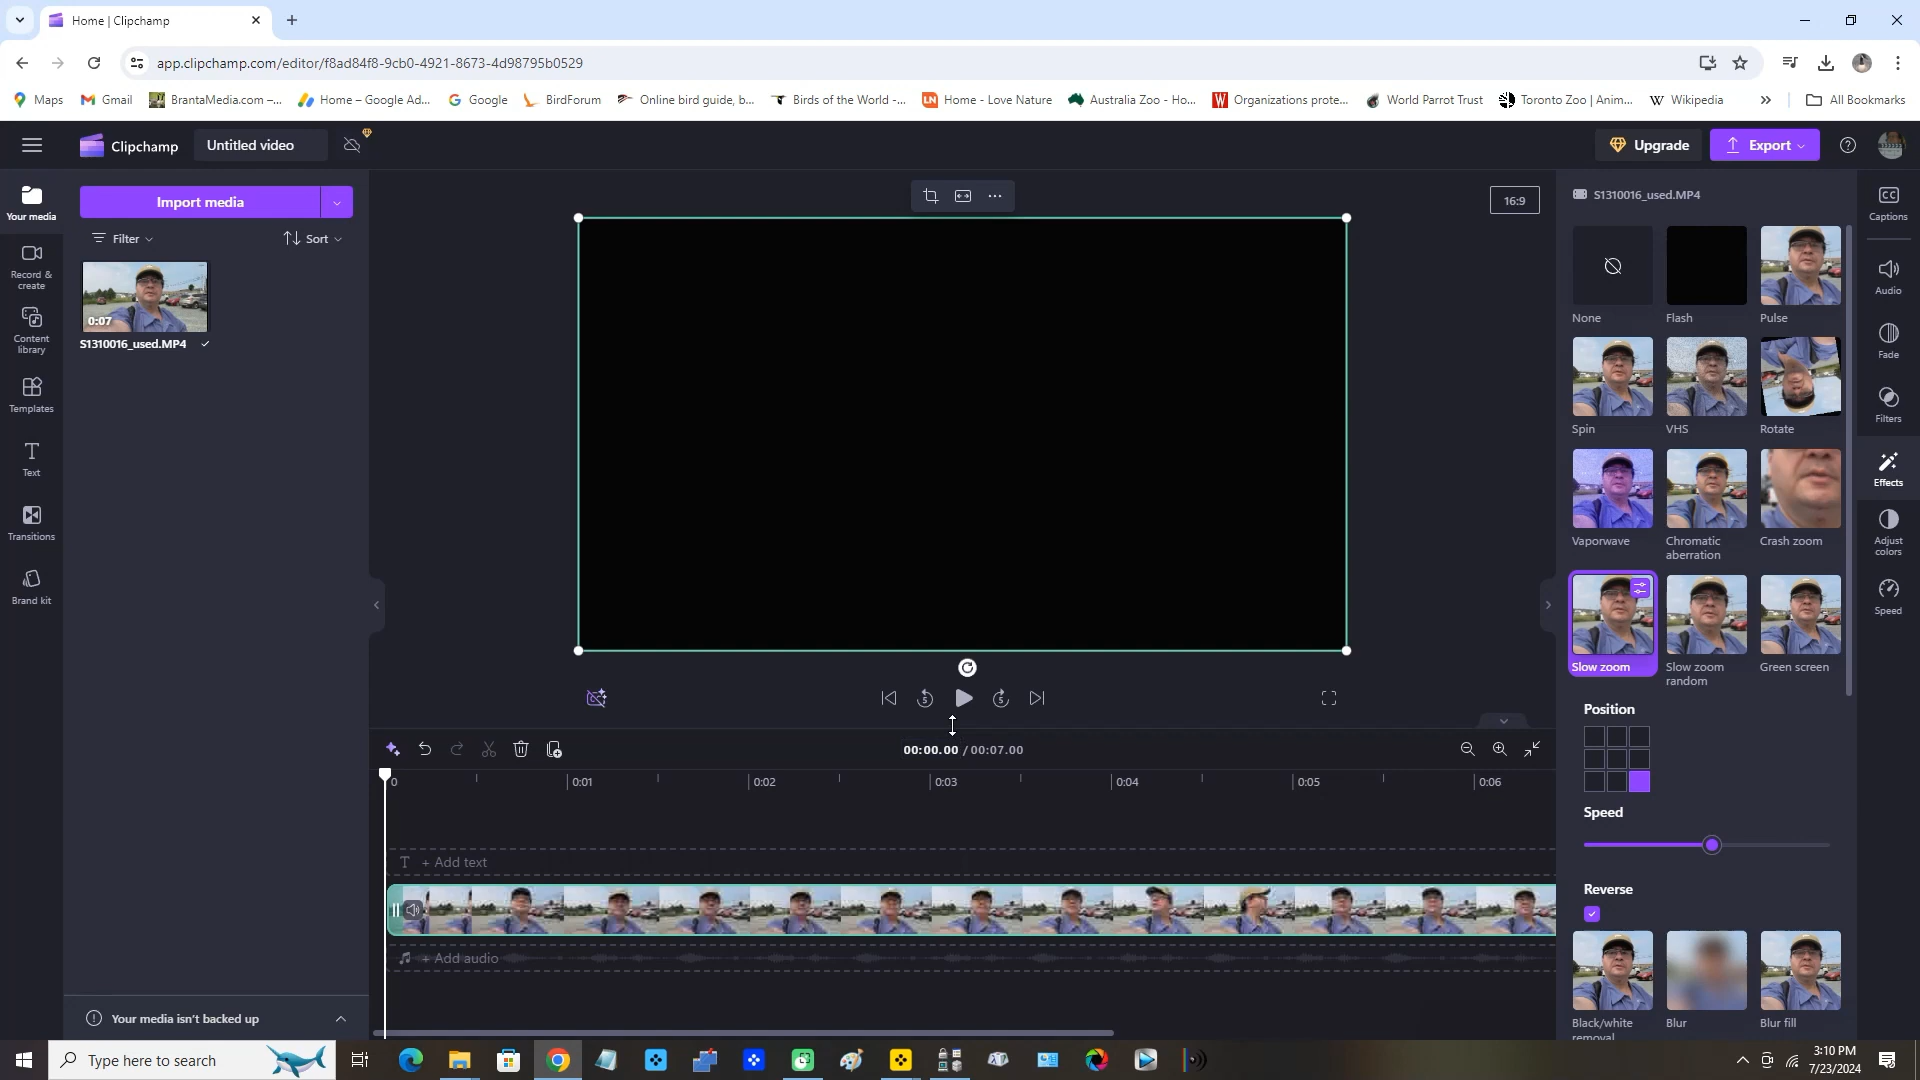 Home | Clipchamp
app.clipchamp.com/editor/f8ad84f8-9cb0-4921-8673-4d98795b0529
Maps
Gmail
BrantaMedia.com –...
Home – Google Ad...
Google
BirdForum
Online bird guide, b...
Birds of the World -...
LN
Home - Love Nature
Australia Zoo - Ho...
W
Organizations prote...
World Parrot Trust
Toronto Zoo | Anim...
W
Wikipedia
All Bookmarks
Clipchamp
Untitled video
Upgrade
Export
Your media
Import media
Filter
Sort
0:07
S1310016_used.MP4
Record &
create
Content
library
Templates
Text
Transitions
Brand kit
16:9
S1310016_used.MP4
None
Flash
Pulse
Spin
VHS
Rotate
Vaporwave
Chromatic
aberration
Crash zoom
Slow zoom
Slow zoom
random
Green screen
Position
Speed
Reverse
Black/white
removal
Blur
Blur fill
Captions
Audio
Fade
Filters
Effects
Adjust
colors
Speed
5
5
00:00.00 / 00:07.00
0
0:01
0:02
0:03
0:04
0:05
0:06
T + Add text
+ Add audio
Your media isn't backed up
Type here to search
3:10 PM
7/23/2024